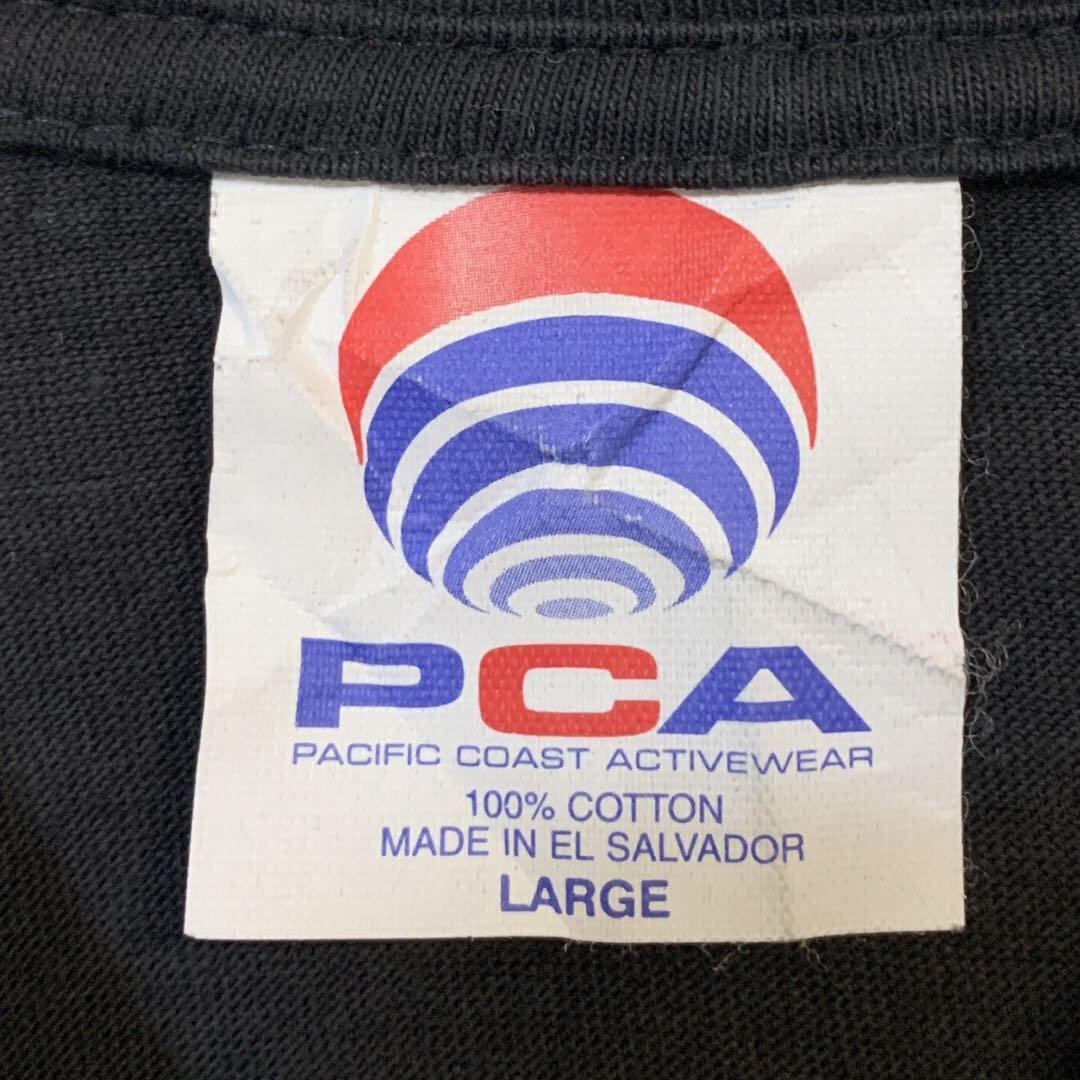 PCA
PACIFIC COAST ACTIVEWEAR
100% COTTON
MADE IN EL SALVADOR
LARGE